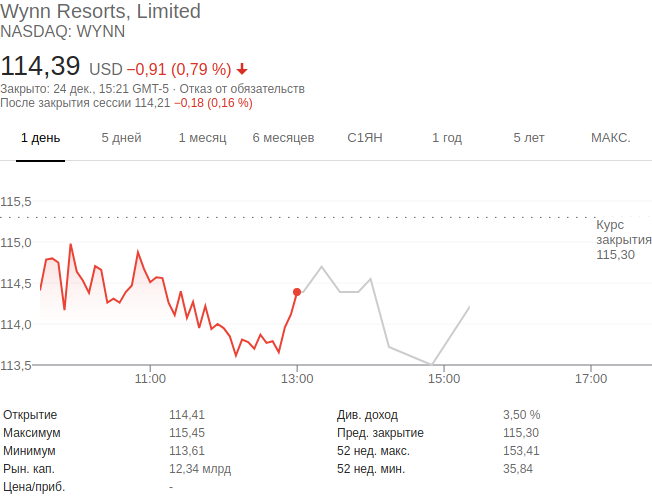 Wynn Resorts, Limited
NASDAQ: WYNN
114,39 USD −0,91 (0,79 %)
Закрыто: 24 дек., 15:21 GMT-5 · Отказ от обязательств
После закрытия сессии 114,21 −0,18 (0,16 %)
1 день 5 дней 1 месяц 6 месяцев С1ЯН 1 год 5 лет МАКС.
115,5
Курс
закрытия
115,30
115,0
114,5
114,0
113,5
11:00 13:00 15:00 17:00
Открытие 114,41 Див. доход 3,50 %
Максимум 115,45 Пред. закрытие 115,30
Минимум 113,61 52 нед. макс. 153,41
Рын. кап. 12,34 млрд 52 нед. мин. 35,84
Цена/приб. -